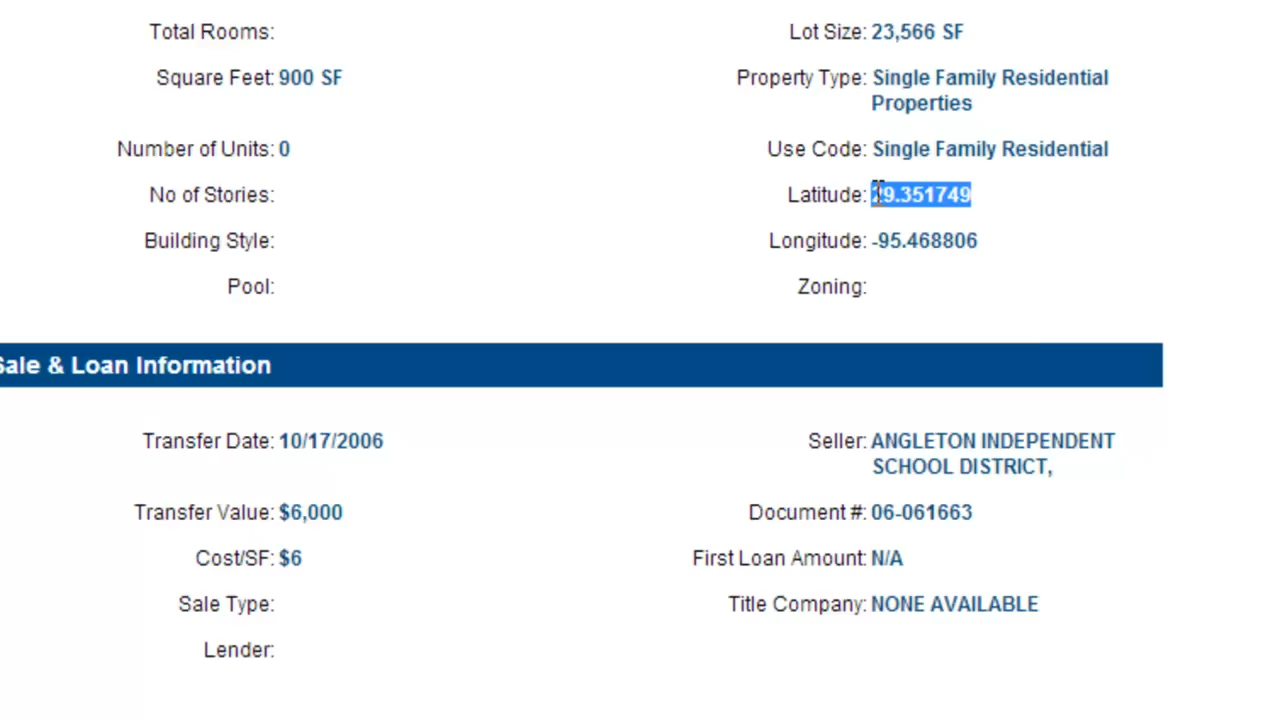 Total Rooms:
Lot Size: 23,566 SF
Square Feet: 900 SF
Property Type: Single Family Residential
Properties
Number of Units: 0
Use Code: Single Family Residential
No of Stories:
Latitude: 29.351749
Building Style:
Longitude: -95.468806
Pool:
Zoning:
Sale & Loan Information
Transfer Date: 10/17/2006
Seller: ANGLETON INDEPENDENT
SCHOOL DISTRICT,
Transfer Value: $6,000
Document #: 06-061663
Cost/SF: $6
First Loan Amount: N/A
Sale Type:
Title Company: NONE AVAILABLE
Lender: